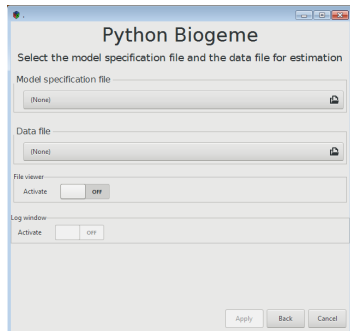 Python Biogeme
Select the model specification file and the data file for estimation
Model specification file
(None)
Data file
(None)
File viewer
Activate OFF
Log window
Activate OFF
Apply Back Cancel